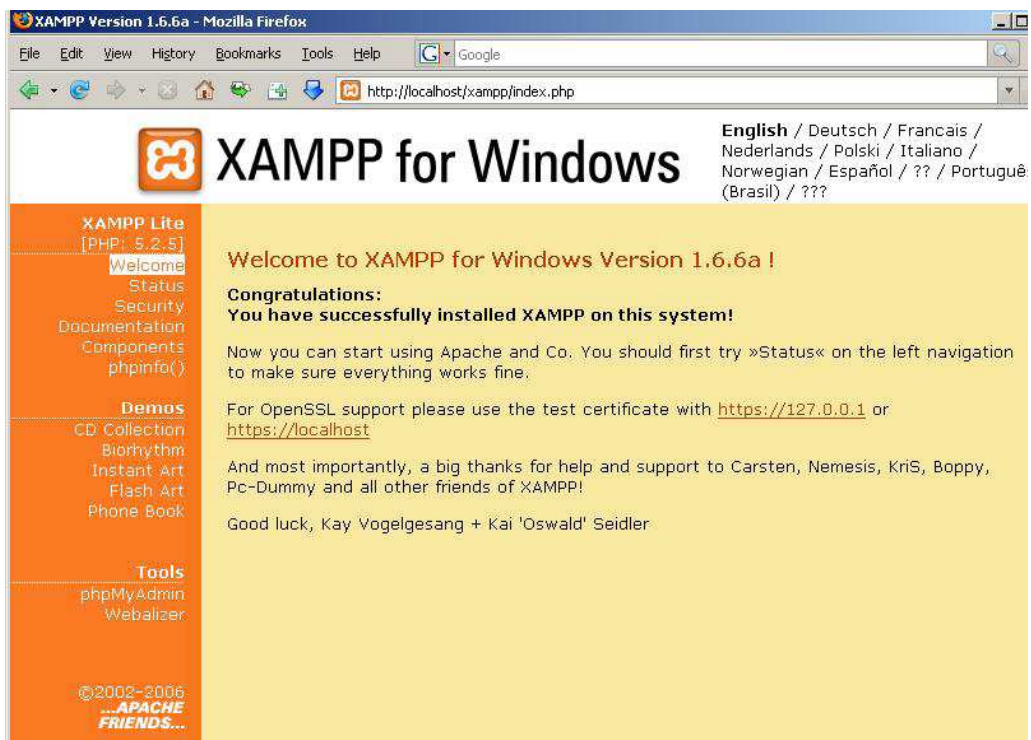 XAMPP Version 1.6.6a - Mozilla Firefox
File Edit View History Bookmarks Tools Help G Google
http://localhost/xampp/index.php
XAMPP for Windows
English / Deutsch / Francais /
Nederlands / Polski / Italiano /
Norwegian / Español / ?? / Portuguê
(Brasil) / ???
XAMPP Lite
[PHP: 5.2.5]
Welcome
Status
Security
Documentation
Components
phpinfo()
Demos
CD Collection
Biorhythm
Instant Art
Flash Art
Phone Book
Tools
phpMyAdmin
Webalizer
©2002-2006
...APACHE
FRIENDS...
Welcome to XAMPP for Windows Version 1.6.6a !
Congratulations:
You have successfully installed XAMPP on this system!
Now you can start using Apache and Co. You should first try »Status« on the left navigation
to make sure everything works fine.
For OpenSSL support please use the test certificate with https://127.0.0.1 or
https://localhost
And most importantly, a big thanks for help and support to Carsten, Nemesis, KriS, Boppy,
Pc-Dummy and all other friends of XAMPP!
Good luck, Kay Vogelgesang + Kai 'Oswald' Seidler